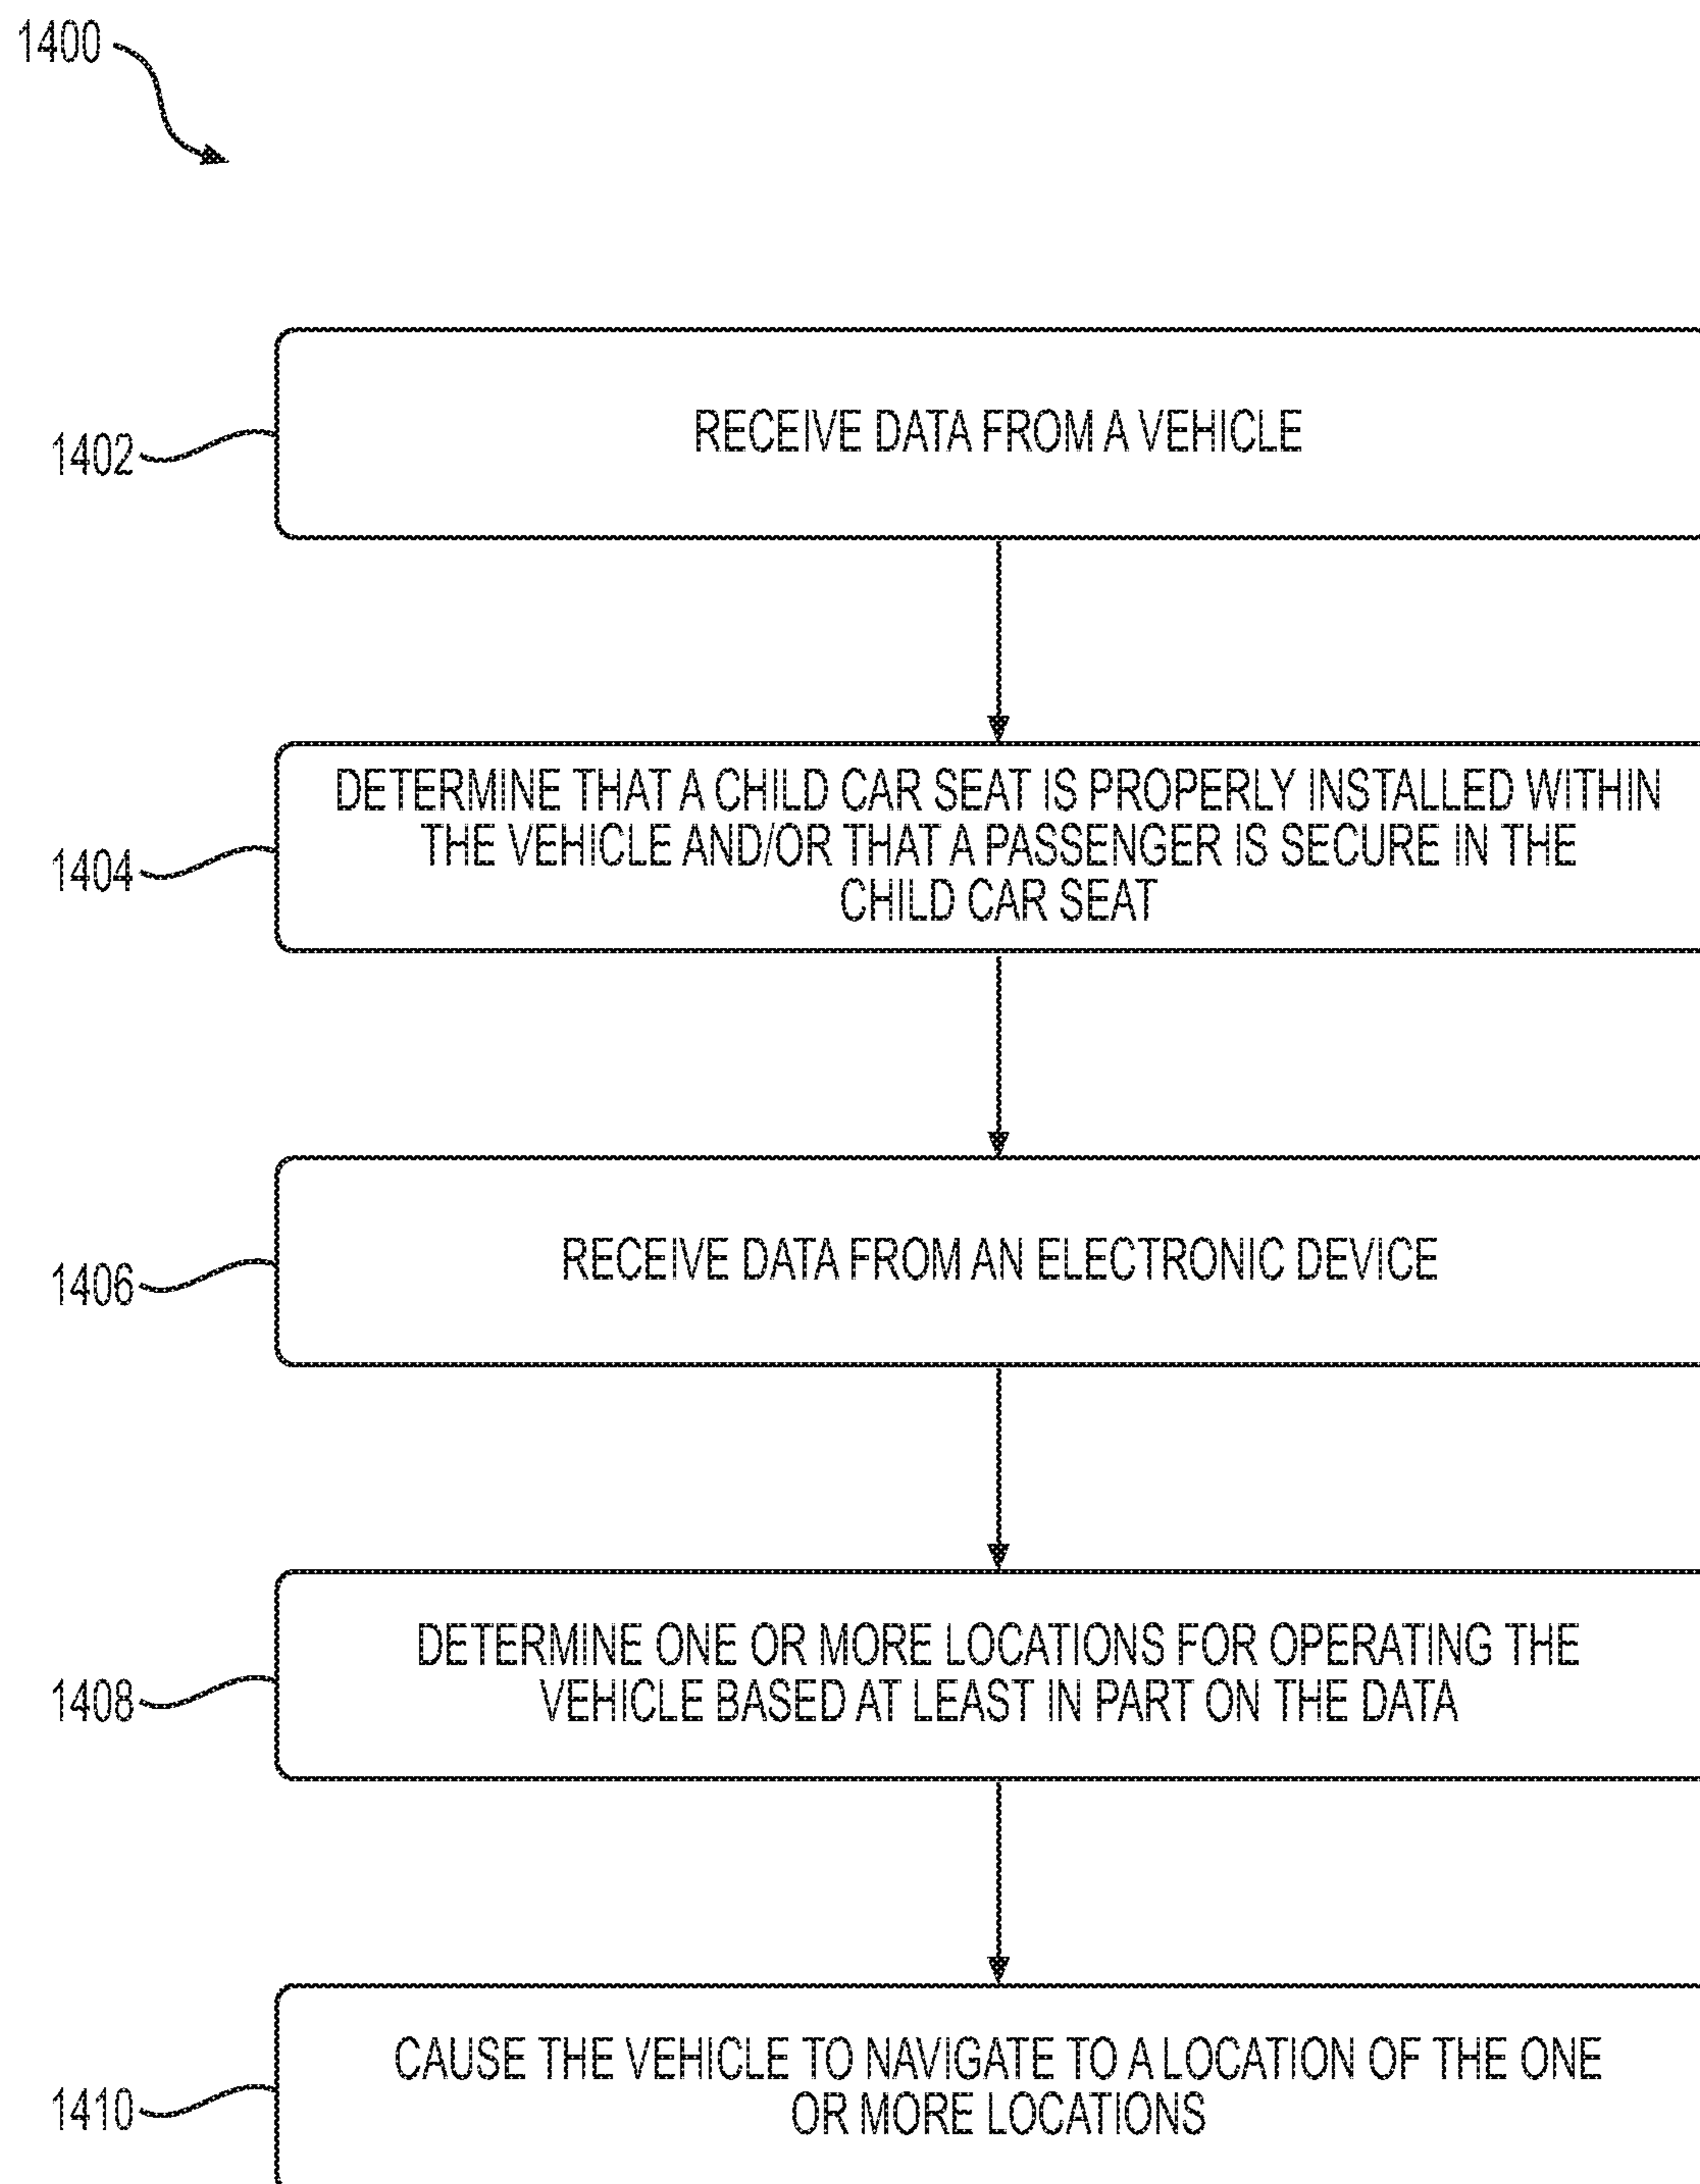 1400
1402
RECEIVE DATA FROM A VEHICLE
1404
DETERMINE THAT A CHILD CAR SEAT IS PROPERLY INSTALLED WITHIN
THE VEHICLE AND/OR THAT A PASSENGER IS SECURE IN THE
CHILD CAR SEAT
1406
RECEIVE DATA FROM AN ELECTRONIC DEVICE
1408
DETERMINE ONE OR MORE LOCATIONS FOR OPERATING THE
VEHICLE BASED AT LEAST IN PART ON THE DATA
1410
CAUSE THE VEHICLE TO NAVIGATE TO A LOCATION OF THE ONE
OR MORE LOCATIONS